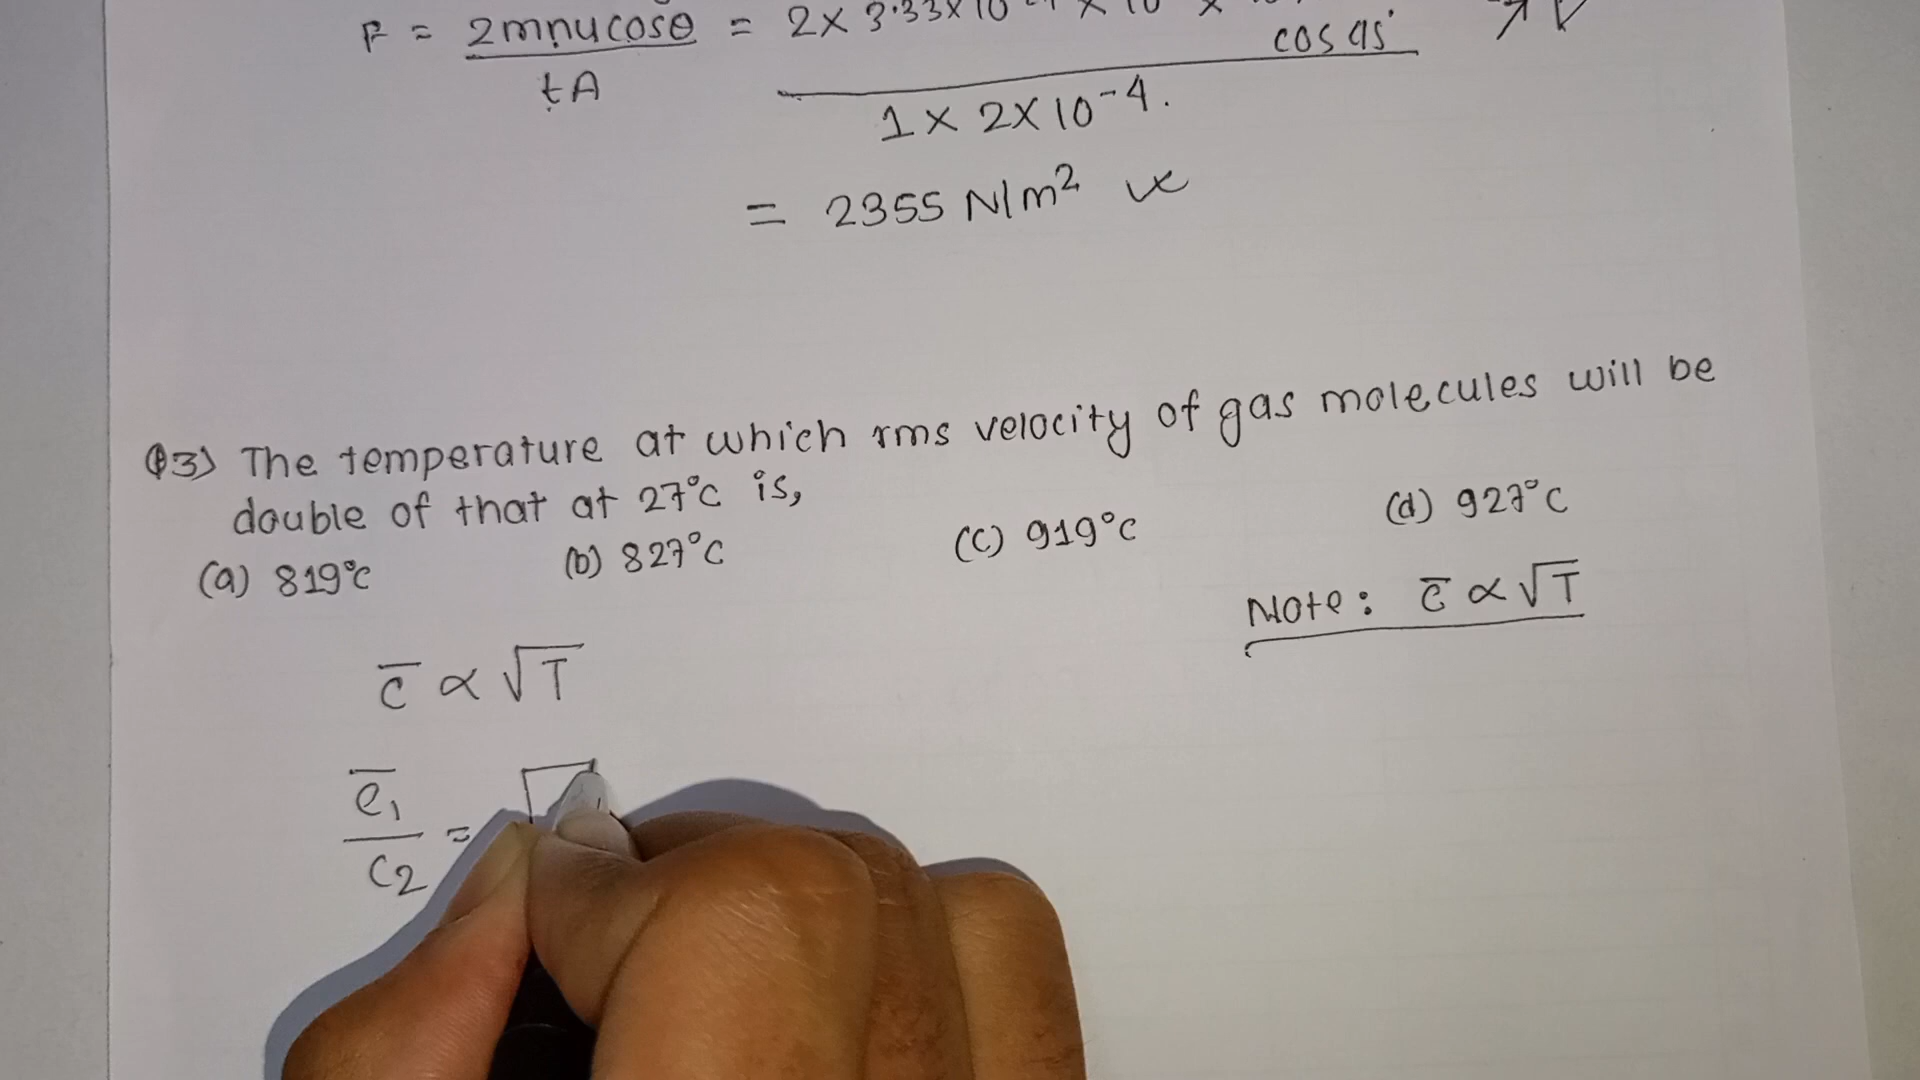 F = 2mnucosθ = 2 × 3.33×10 × 10 × cos 45°
tA 1 × 2×10⁻⁴.
= 2355 N/m²
Q3) The temperature at which rms velocity of gas molecules will be
double of that at 27°C is,
(a) 819°C (b) 827°C (c) 919°C (d) 927°C
Note: c̅ ∝ √T
c̅ ∝ √T
c̅₁
=
c₂